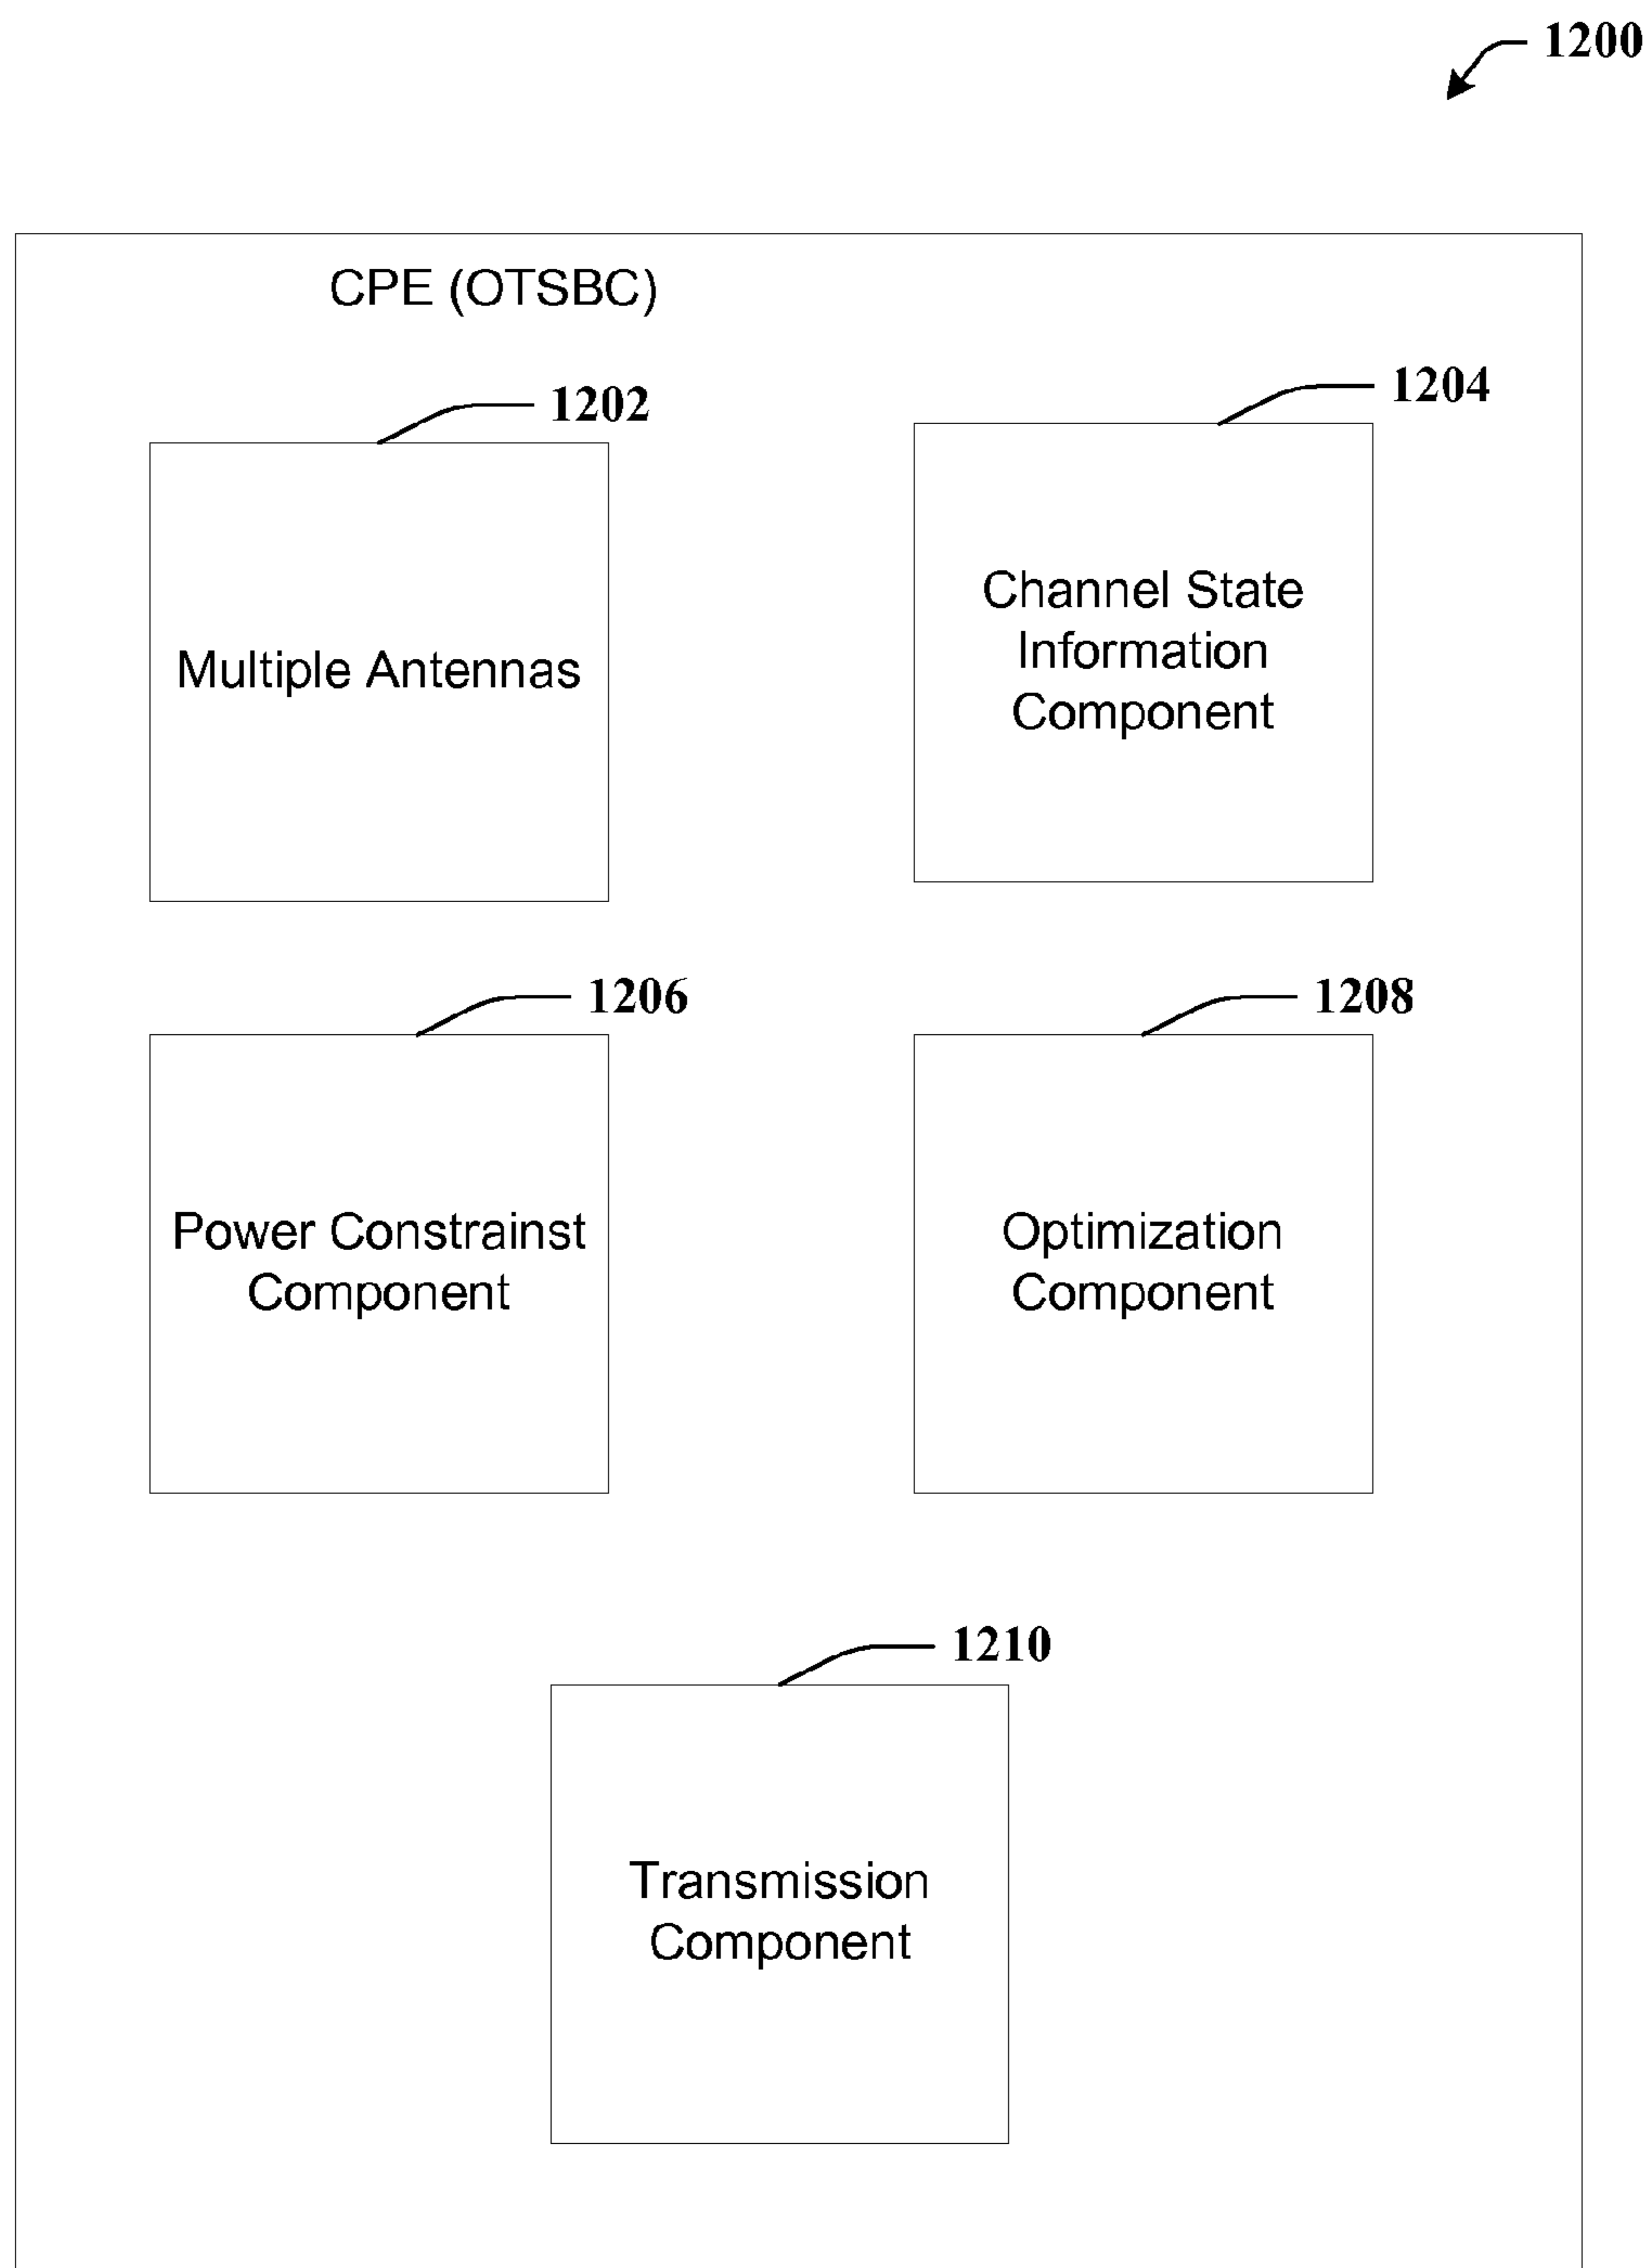 1200
CPE (OTSBC)
1202
1204
Multiple Antennas
Channel State
Information
Component
1206
1208
Power Constrainst
Component
Optimization
Component
1210
Transmission
Component